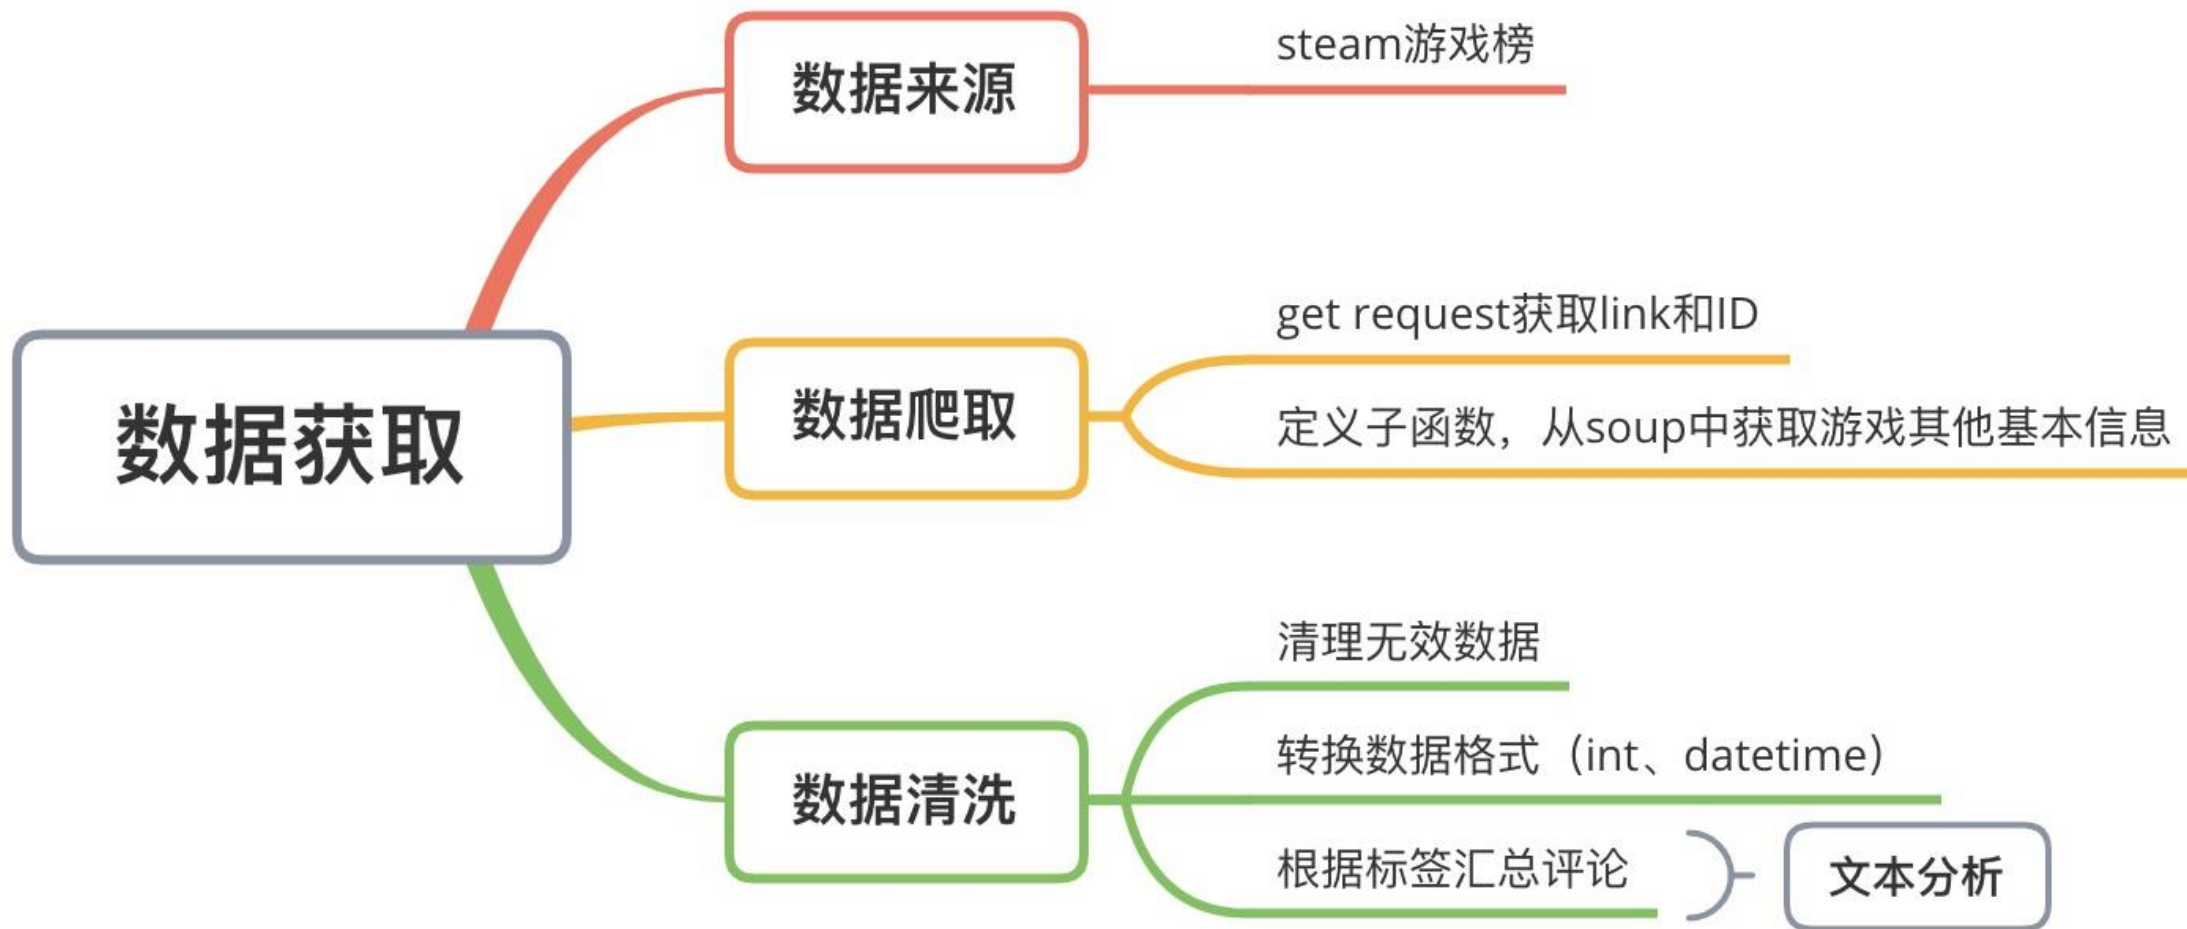 数据获取
数据来源
steam游戏榜
数据爬取
get request获取link和ID
定义子函数，从soup中获取游戏其他基本信息
数据清洗
清理无效数据
转换数据格式（int、datetime）
根据标签汇总评论
文本分析